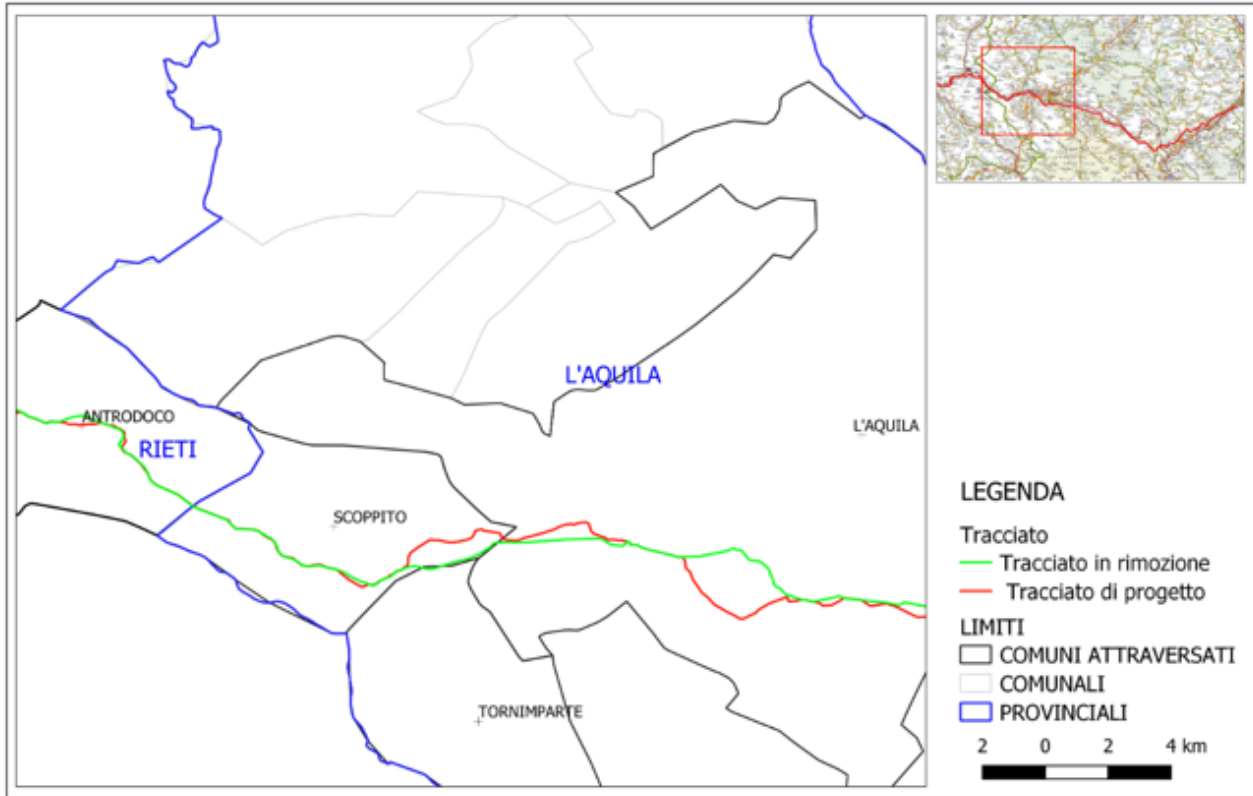 L'AQUILA
ANTRODOCO
L'AQUILA
RIETI
SCOPPITO
TORNIMPARTE
LEGENDA
Tracciato
Tracciato in rimozione
Tracciato di progetto
LIMITI
COMUNI ATTRAVERSATI
COMUNALI
PROVINCIALI
2 0 2 4 km